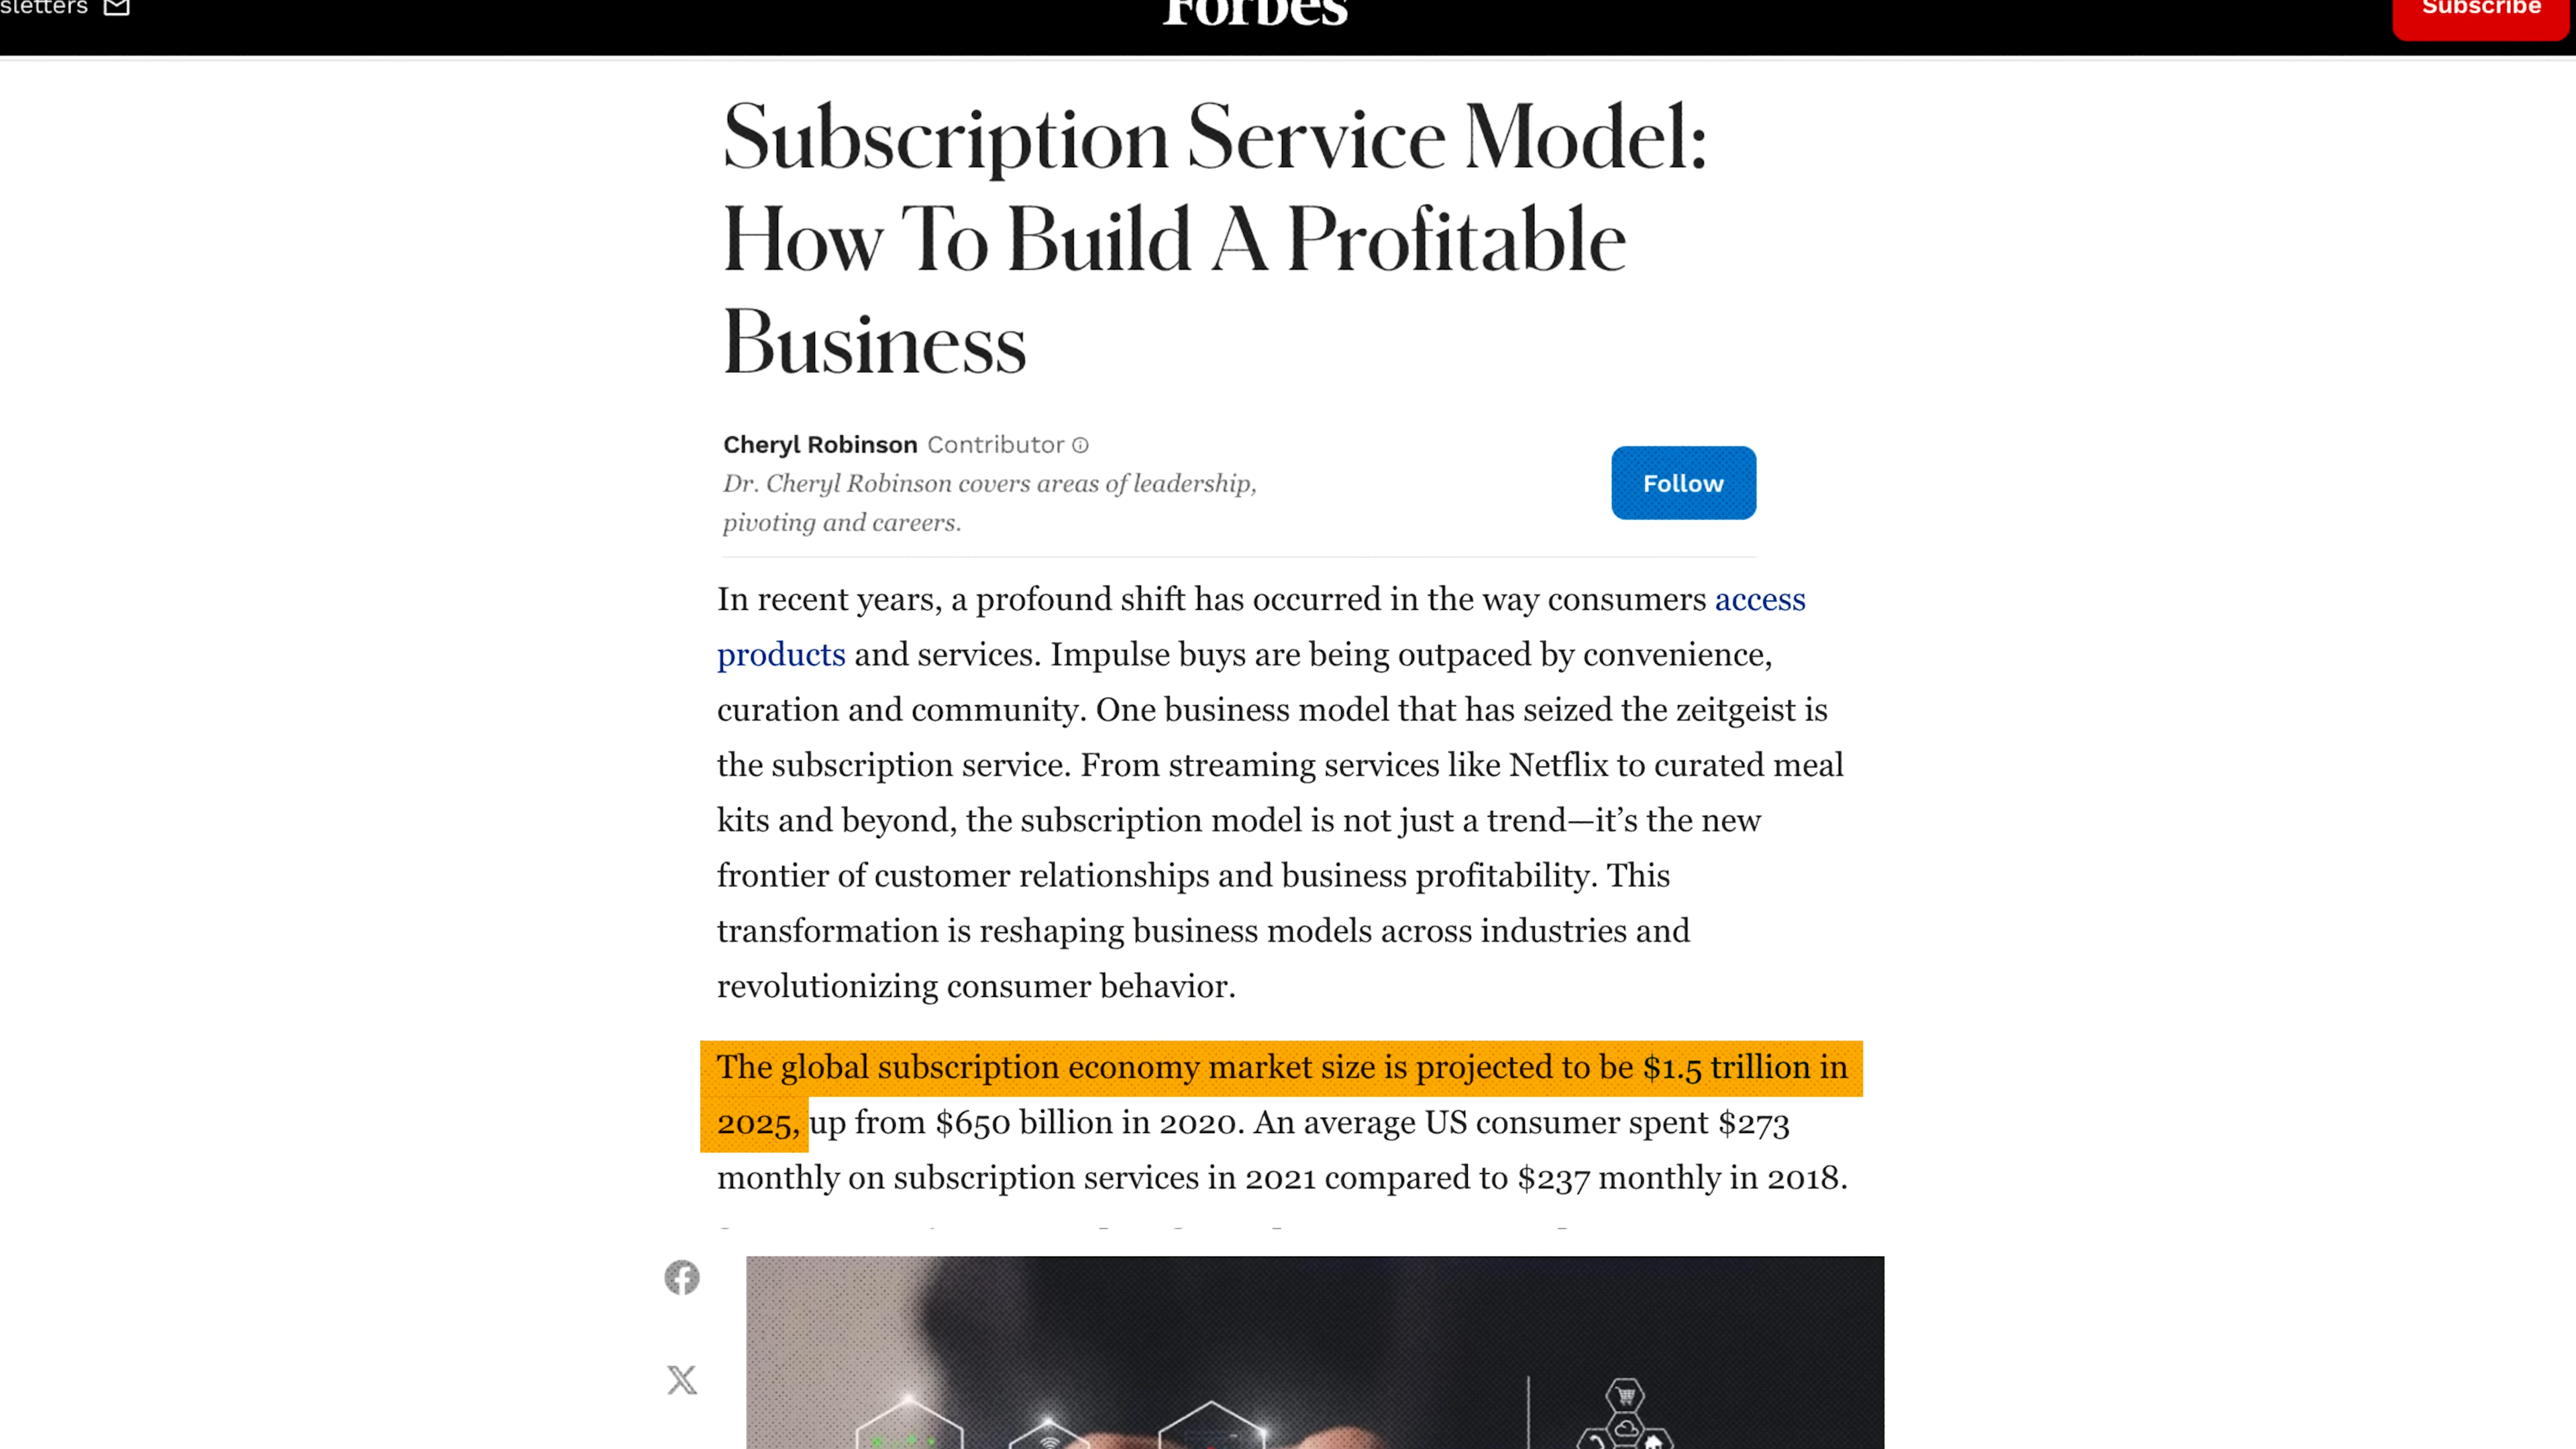 sletters
Forbes
Subscribe
Subscription Service Model:
How To Build A Profitable
Business
Cheryl Robinson Contributor
Dr. Cheryl Robinson covers areas of leadership,
pivoting and careers.
Follow
In recent years, a profound shift has occurred in the way consumers access
products and services. Impulse buys are being outpaced by convenience,
curation and community. One business model that has seized the zeitgeist is
the subscription service. From streaming services like Netflix to curated meal
kits and beyond, the subscription model is not just a trend—it’s the new
frontier of customer relationships and business profitability. This
transformation is reshaping business models across industries and
revolutionizing consumer behavior.
The global subscription economy market size is projected to be $1.5 trillion in
2025, up from $650 billion in 2020. An average US consumer spent $273
monthly on subscription services in 2021 compared to $237 monthly in 2018.